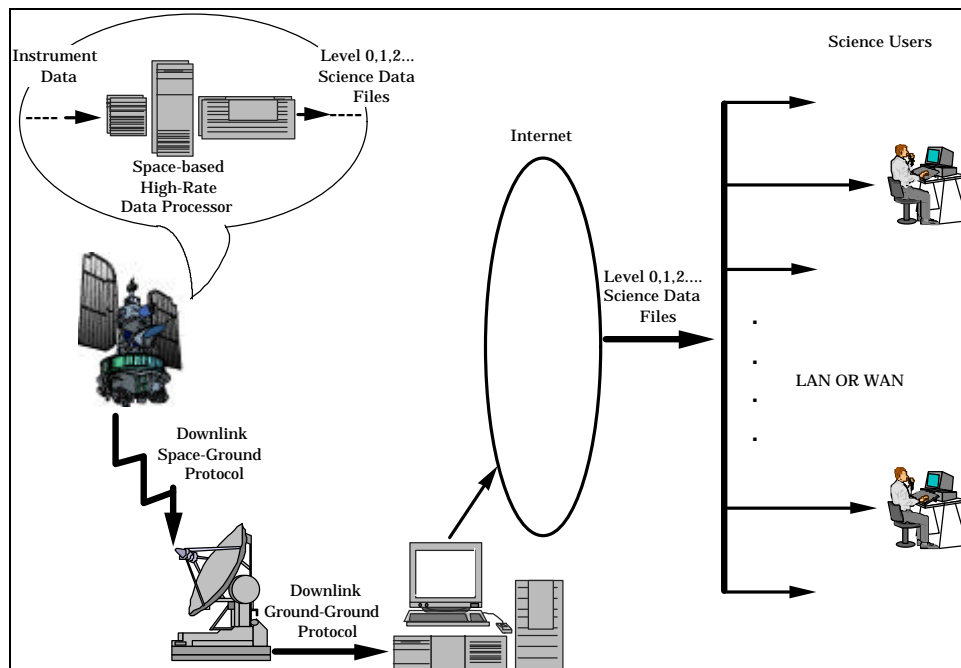 Instrument
Data
Level 0,1,2...
Science Data
Files
Space-based
High-Rate
Data Processor
Science Users
Internet
Level 0,1,2....
Science Data
Files
LAN OR WAN
Downlink
Space-Ground
Protocol
Downlink
Ground-Ground
Protocol